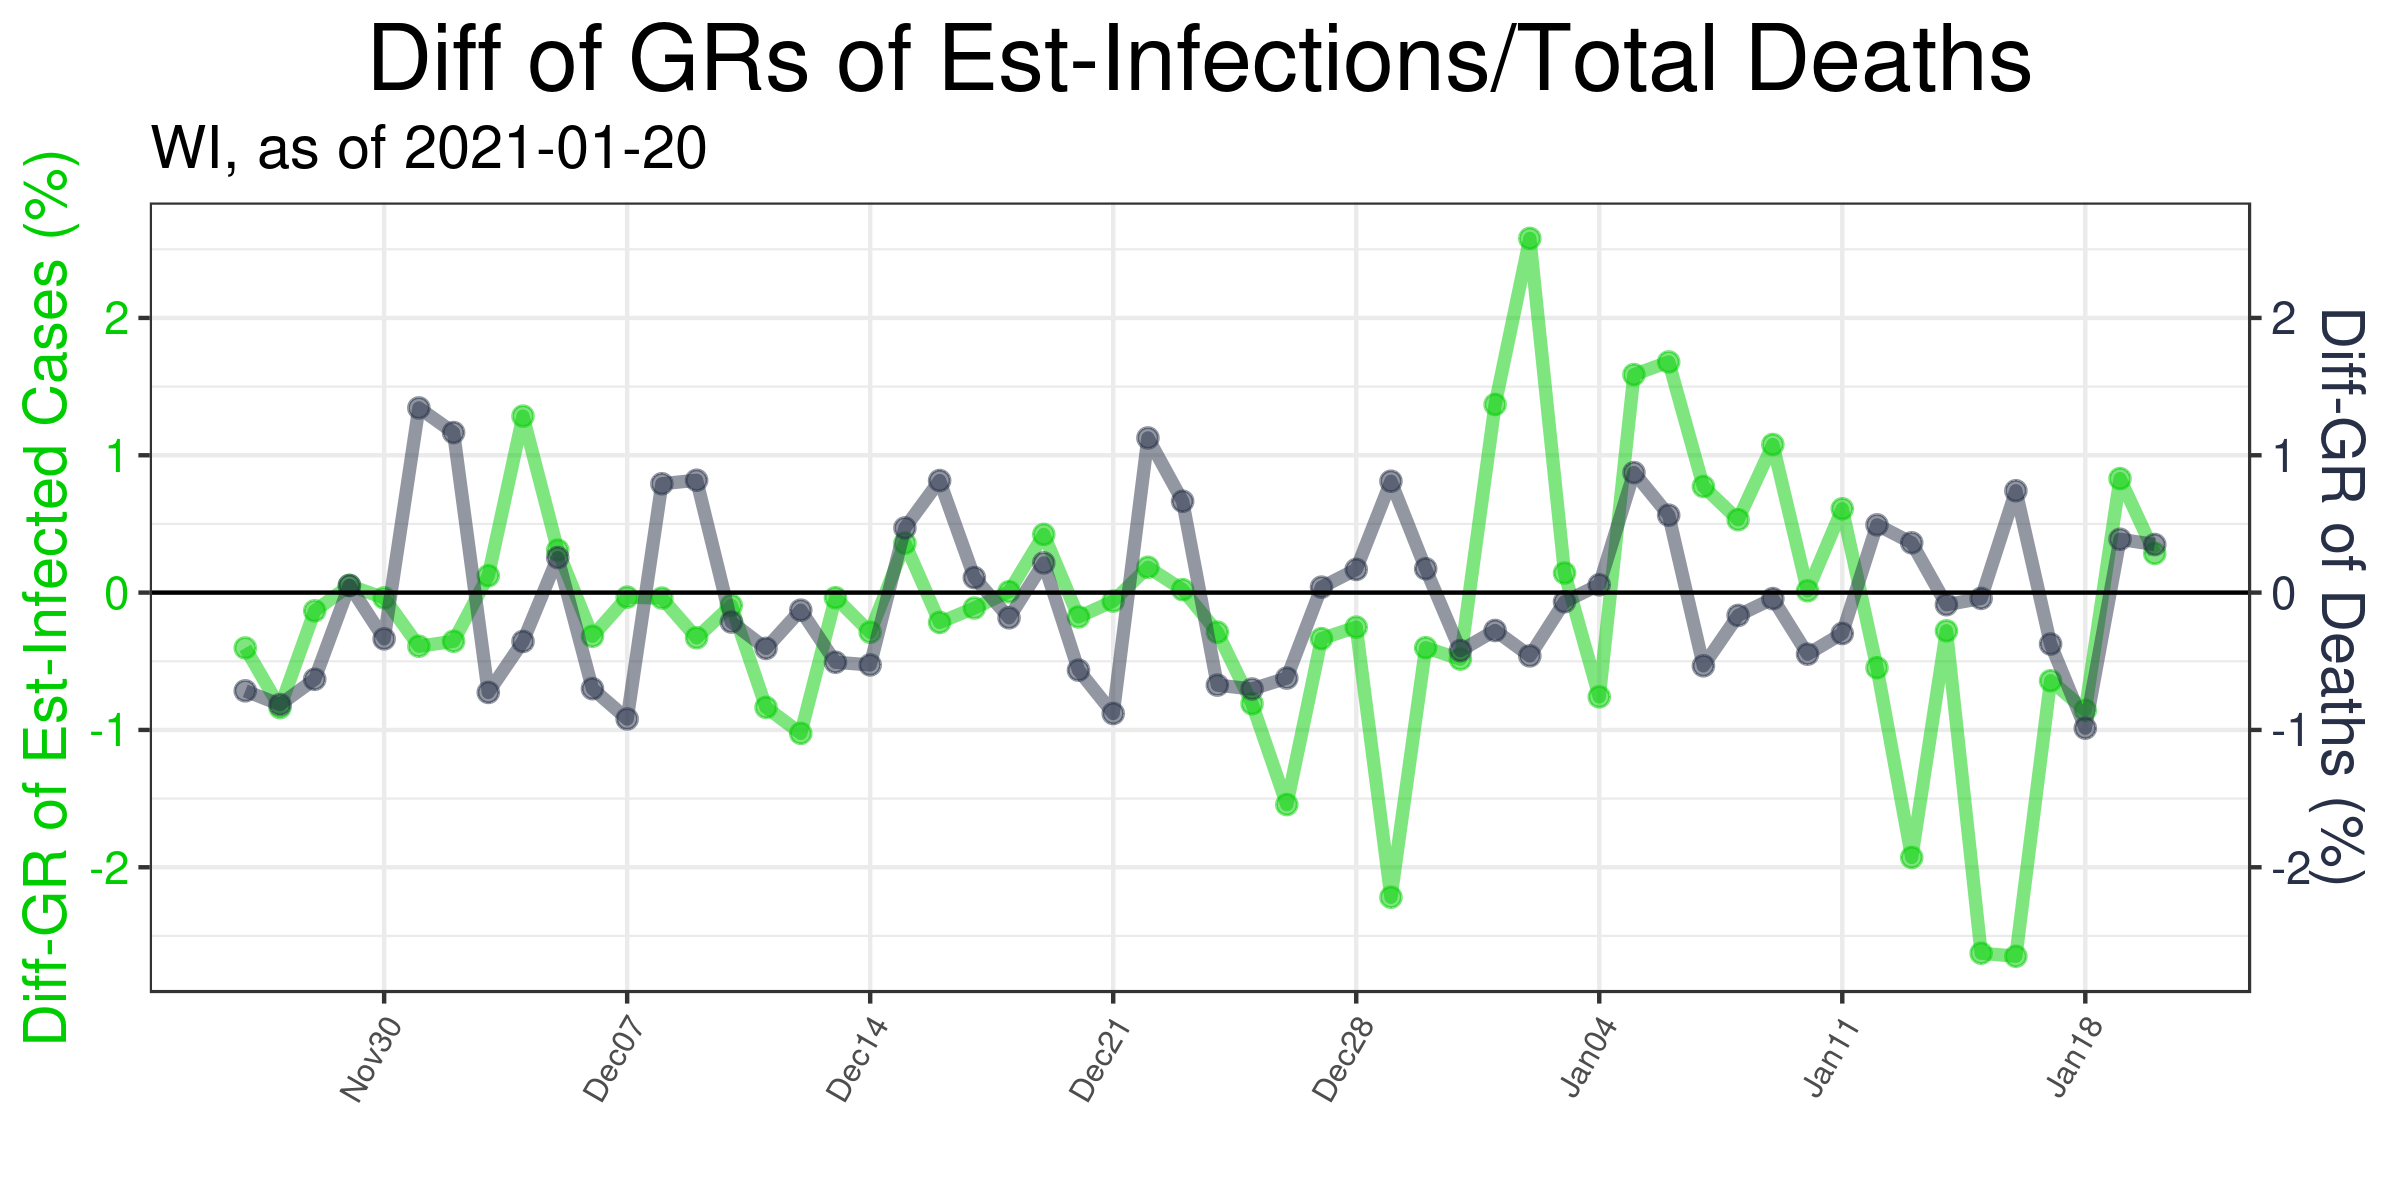 Diff of GRs of Est-Infections/Total Deaths
WI, as of 2021-01-20
Diff-GR of Est-Infected Cases (%)
2
1
0
-1
-2
2
1
0
-1
-2
Diff-GR of Deaths (%)
Nov30
Dec07
Dec14
Dec21
Dec28
Jan04
Jan11
Jan18